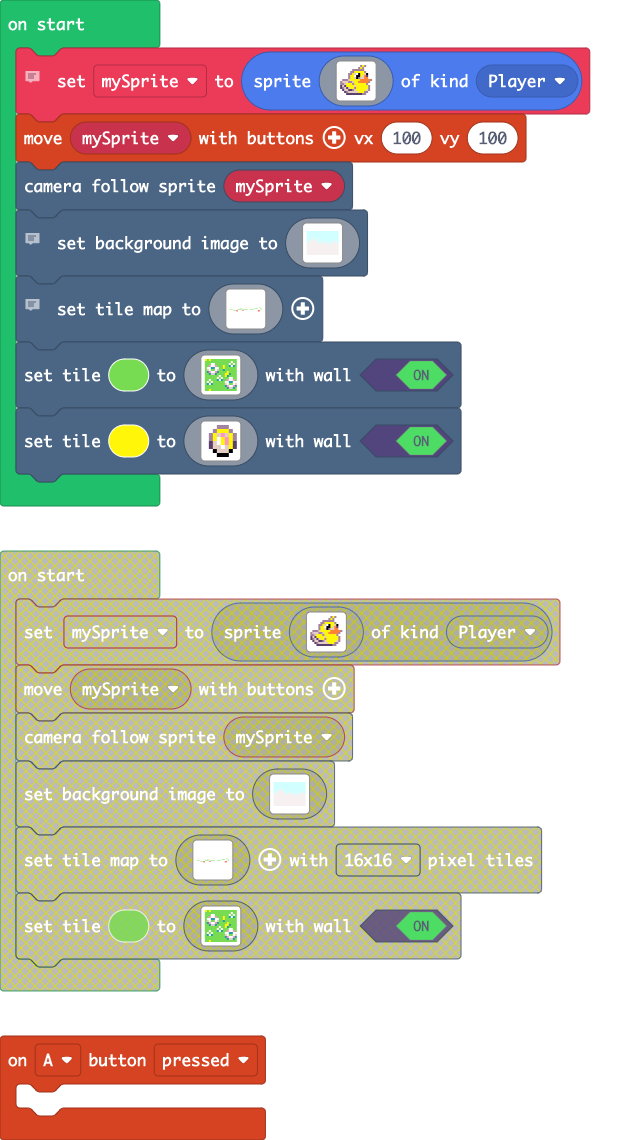 on start
set mySprite to sprite of kind Player
move mySprite with buttons vx 100 vy 100
camera follow sprite mySprite
set background image to
set tile map to
set tile to with wall ON
set tile to with wall ON
on start
set mySprite to sprite of kind Player
move mySprite with buttons
camera follow sprite mySprite
set background image to
set tile map to with 16x16 pixel tiles
set tile to with wall ON
on A button pressed